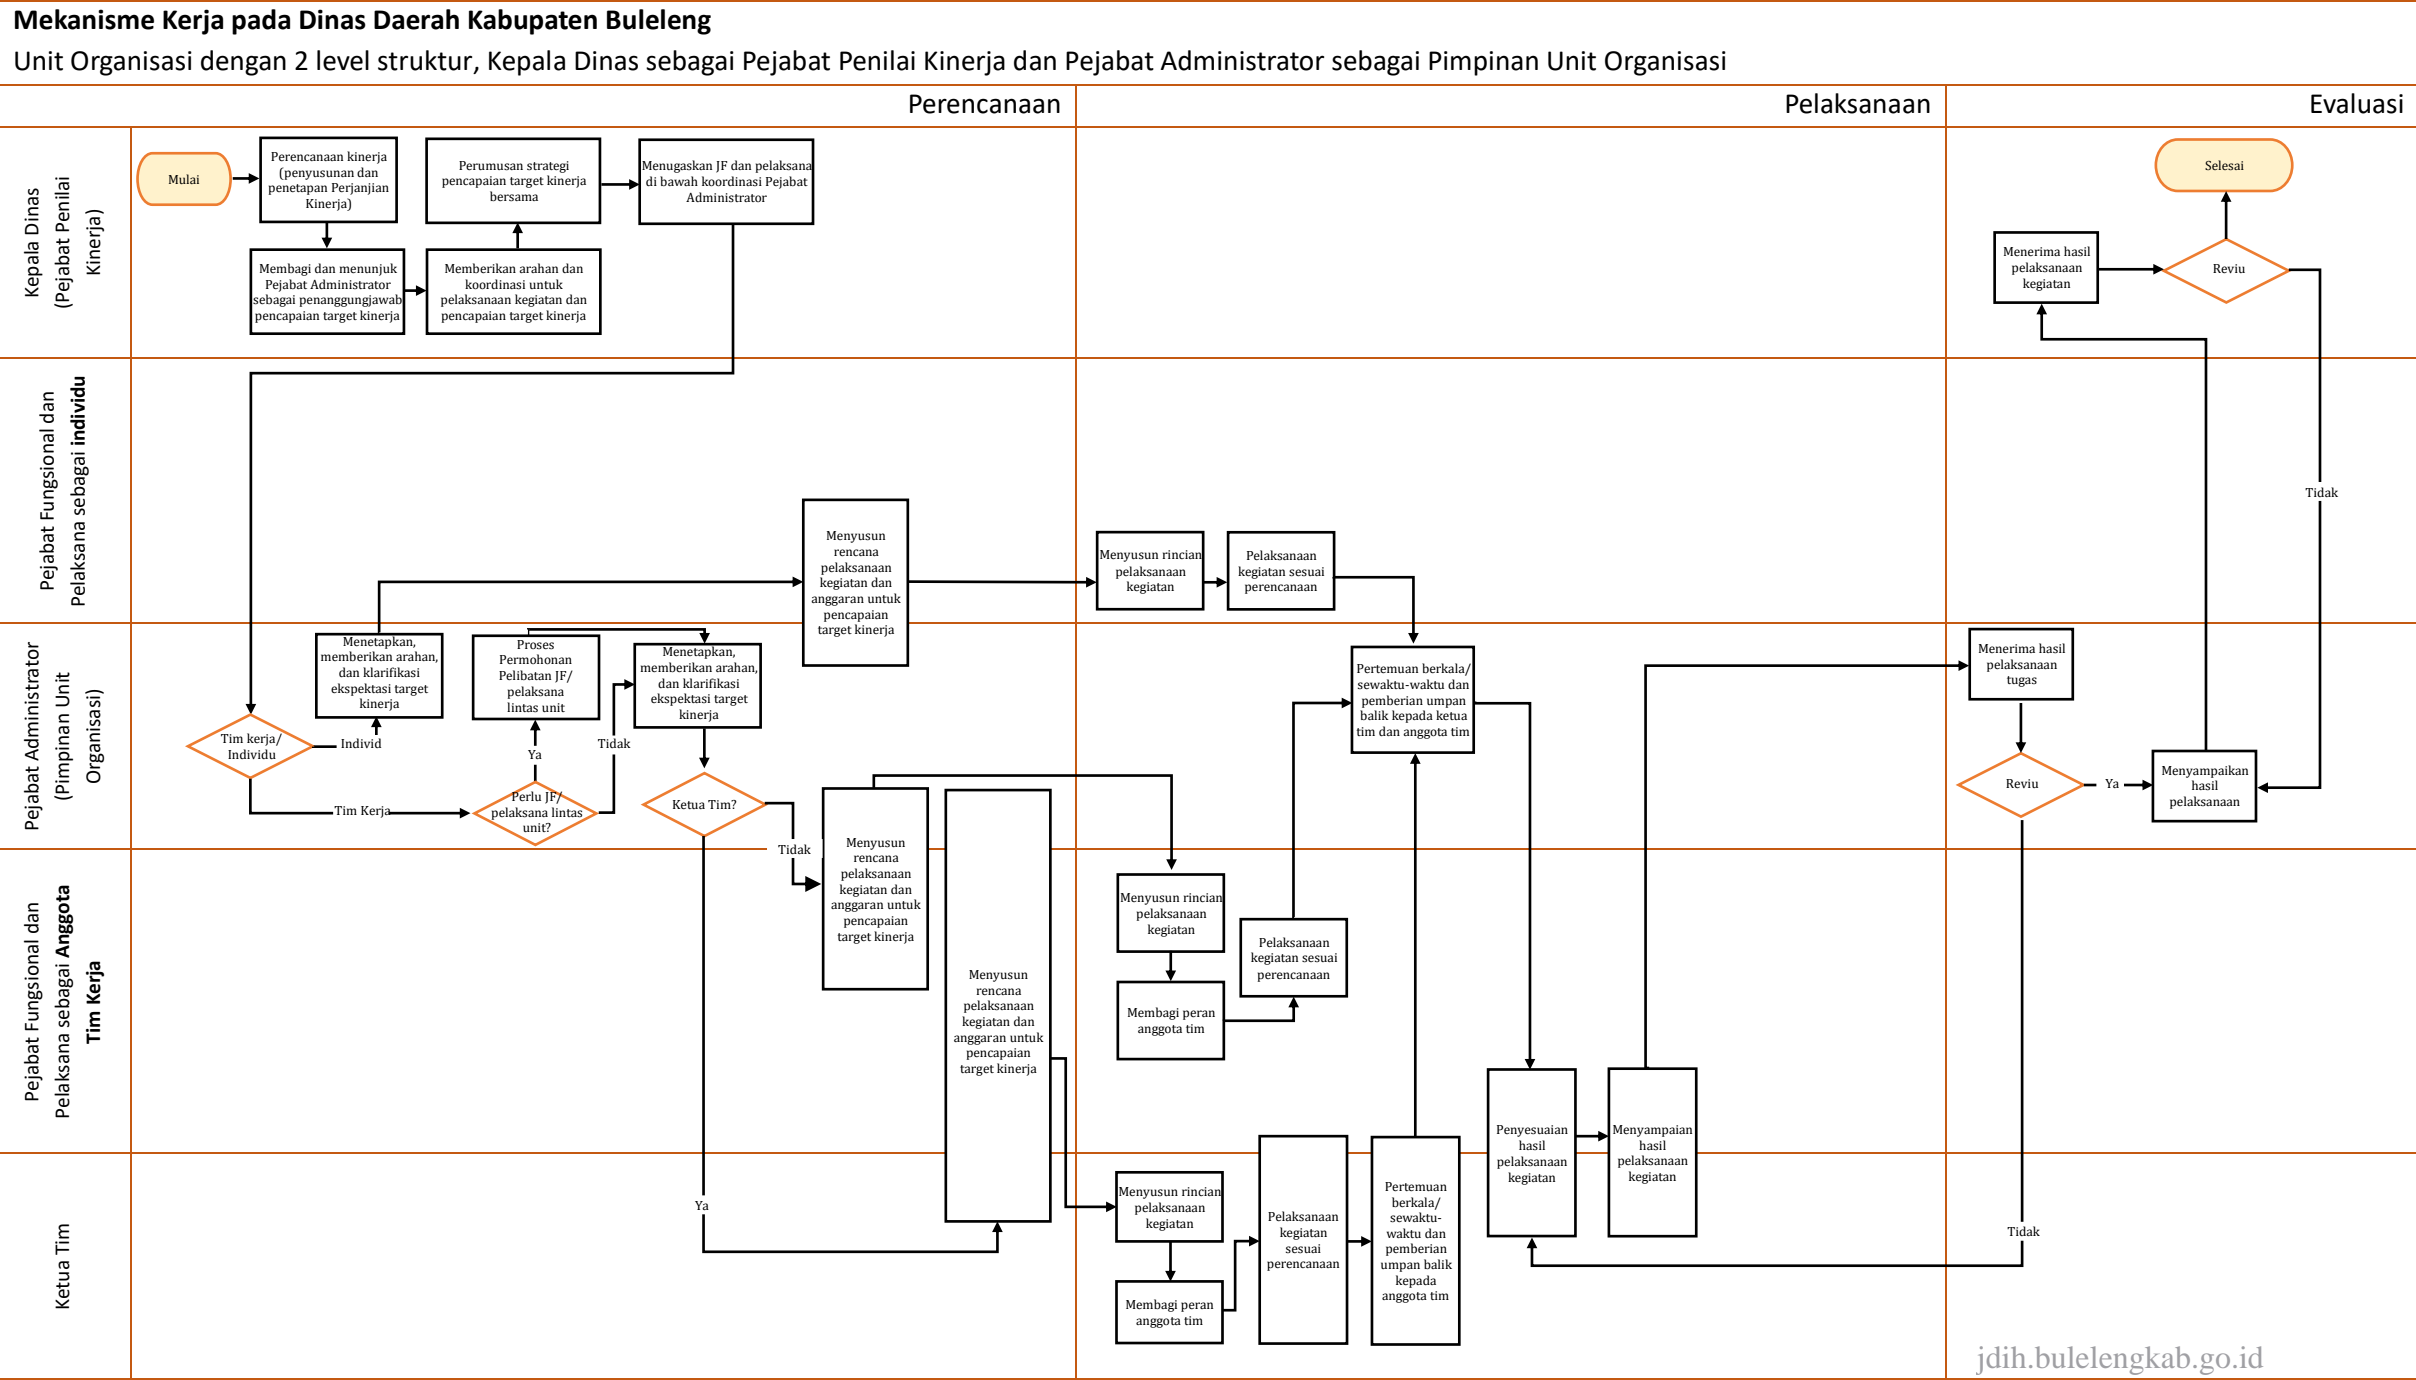 Mekanisme Kerja pada Dinas Daerah Kabupaten Buleleng
Unit Organisasi dengan 2 level struktur, Kepala Dinas sebagai Pejabat Penilai Kinerja dan Pejabat Administrator sebagai Pimpinan Unit Organisasi
Perencanaan
Pelaksanaan
Evaluasi
Kepala Dinas
(Pejabat Penilai
Kinerja)
Mulai
Perencanaan kinerja
(penyusunan dan
penetapan Perjanjian
Kinerja)
Membagi dan menunjuk
Pejabat Administrator
sebagai penanggungjawab
pencapaian target kinerja
Perumusan strategi
pencapaian target kinerja
bersama
Memberikan arahan dan
koordinasi untuk
pelaksanaan kegiatan dan
pencapaian target kinerja
Menugaskan JF dan pelaksana
di bawah koordinasi Pejabat
Administrator
Selesai
Menerima hasil
pelaksanaan
kegiatan
Reviu
Tidak
Pejabat Fungsional dan
Pelaksana sebagai individu
Menyusun
rencana
pelaksanaan
kegiatan dan
anggaran untuk
pencapaian
target kinerja
Menyusun rincian
pelaksanaan
kegiatan
Pelaksanaan
kegiatan sesuai
perencanaan
Pejabat Administrator
(Pimpinan Unit
Organisasi)
Tim kerja/
Individu
Individ
Tim Kerja
Menetapkan,
memberikan arahan,
dan klarifikasi
ekspektasi target
kinerja
Proses
Permohonan
Pelibatan JF/
pelaksana
lintas unit
Ya
Tidak
Perlu JF/
pelaksana lintas
unit?
Menetapkan,
memberikan arahan,
dan klarifikasi
ekspektasi target
kinerja
Ketua Tim?
Tidak
Ya
Pertemuan berkala/
sewaktu-waktu dan
pemberian umpan
balik kepada ketua
tim dan anggota tim
Menerima hasil
pelaksanaan
tugas
Reviu
Ya
Menyampaikan
hasil
pelaksanaan
Tidak
Pejabat Fungsional dan
Pelaksana sebagai Anggota
Tim Kerja
Menyusun
rencana
pelaksanaan
kegiatan dan
anggaran untuk
pencapaian
target kinerja
Menyusun
rencana
pelaksanaan
kegiatan dan
anggaran untuk
pencapaian
target kinerja
Menyusun rincian
pelaksanaan
kegiatan
Membagi peran
anggota tim
Pelaksanaan
kegiatan sesuai
perencanaan
Penyesuaian
hasil
pelaksanaan
kegiatan
Menyampaian
hasil
pelaksanaan
kegiatan
Ketua Tim
Menyusun rincian
pelaksanaan
kegiatan
Membagi peran
anggota tim
Pelaksanaan
kegiatan
sesuai
perencanaan
Pertemuan
berkala/
sewaktu-
waktu dan
pemberian
umpan balik
kepada
anggota tim
jdih.bulelengkab.go.id